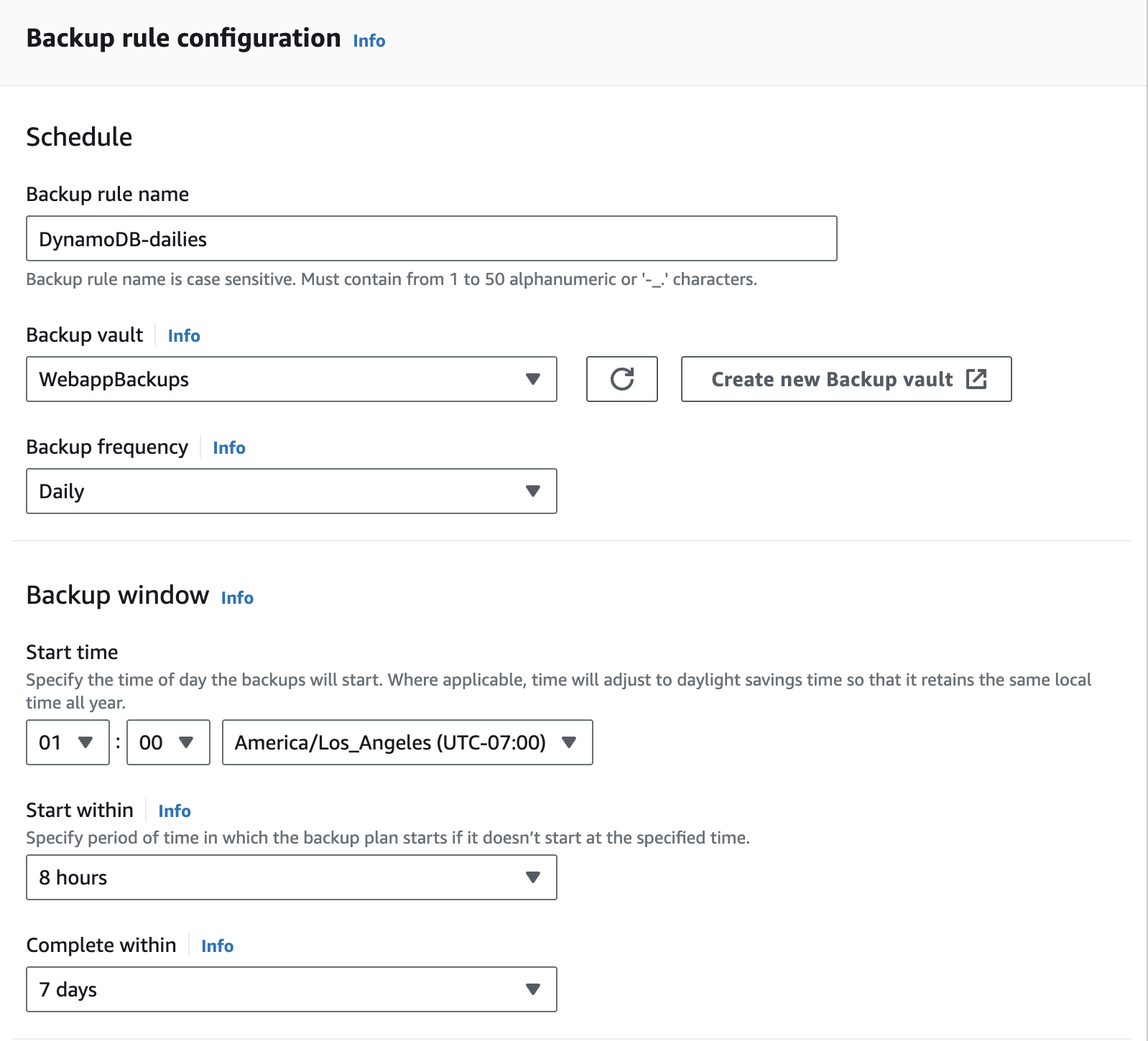 Backup rule configuration Info
Schedule
Backup rule name
DynamoDB-dailies
Backup rule name is case sensitive. Must contain from 1 to 50 alphanumeric or '-_.' characters.
Backup vault Info
WebappBackups Create new Backup vault
Backup frequency Info
Daily
Backup window Info
Start time
Specify the time of day the backups will start. Where applicable, time will adjust to daylight savings time so that it retains the same local
time all year.
01 : 00 America/Los_Angeles (UTC-07:00)
Start within Info
Specify period of time in which the backup plan starts if it doesn’t start at the specified time.
8 hours
Complete within Info
7 days